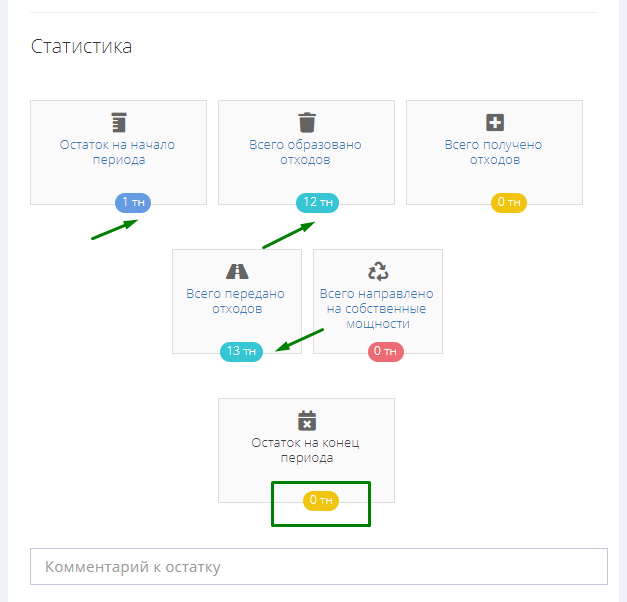 Статистика
Остаток на начало
периода
1 тн
Всего образовано
отходов
12 тн
Всего получено
отходов
0 тн
Всего передано
отходов
13 тн
Всего направлено
на собственные
мощности
0 тн
Остаток на конец
периода
0 тн
Комментарий к остатку